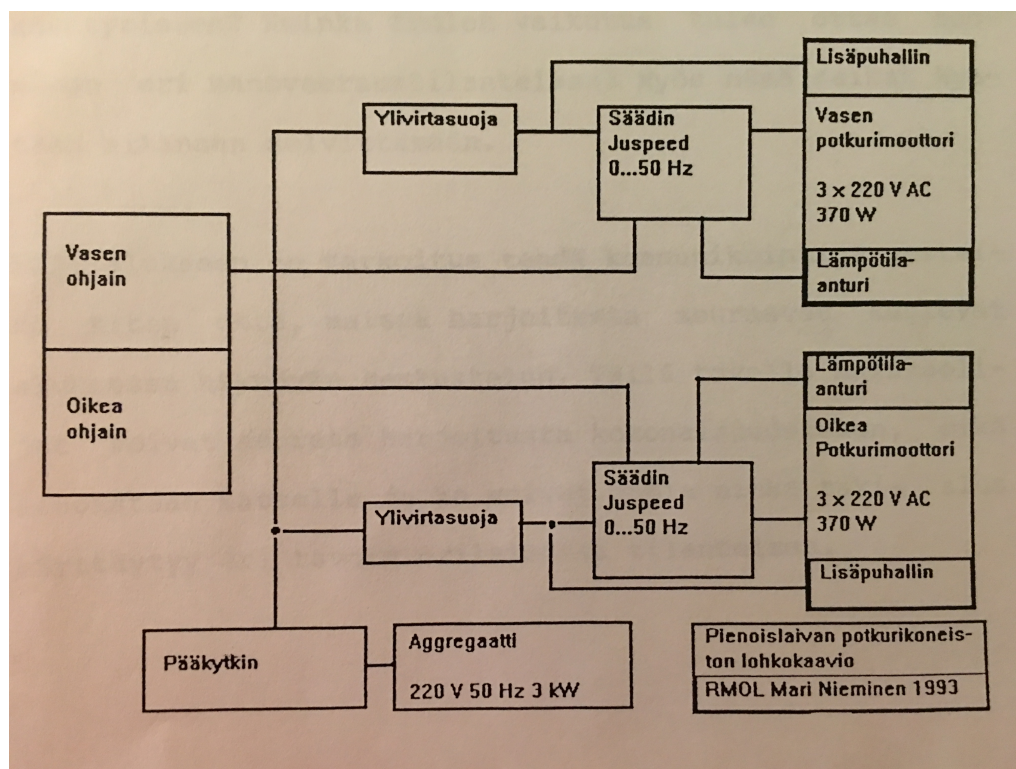 Lisäpuhallin
Ylivirtasuoja
Säädin
Juspeed
0...50 Hz
Vasen
potkurimoottori
3 x 220 V AC
370 W
Lämpötila-
anturi
Vasen
ohjain
Oikea
ohjain
Lämpötila-
anturi
Oikea
Potkurimoottori
3 x 220 V AC
370 W
Lisäpuhallin
Säädin
Juspeed
0...50 Hz
Ylivirtasuoja
Pääkytkin
Aggregaatti
220 V 50 Hz 3 kW
Pienoislaivan potkurikoneis-
ton lohkokaavio
RMOL Mari Nieminen 1993